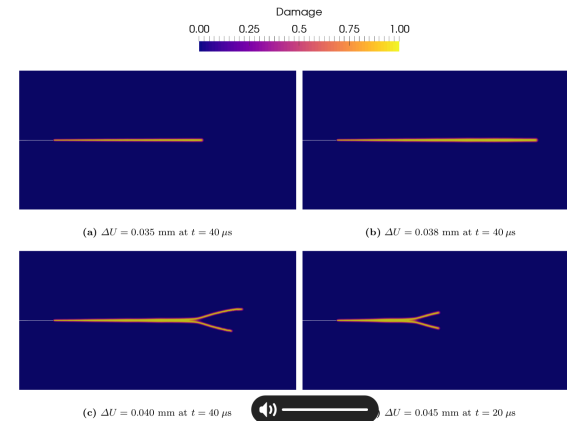 Damage
0.00 0.25 0.5 0.75 1.00
(a) ΔU = 0.035 mm at t = 40 μs
(b) ΔU = 0.038 mm at t = 40 μs
(c) ΔU = 0.040 mm at t = 40 μs
) ΔU = 0.045 mm at t = 20 μs